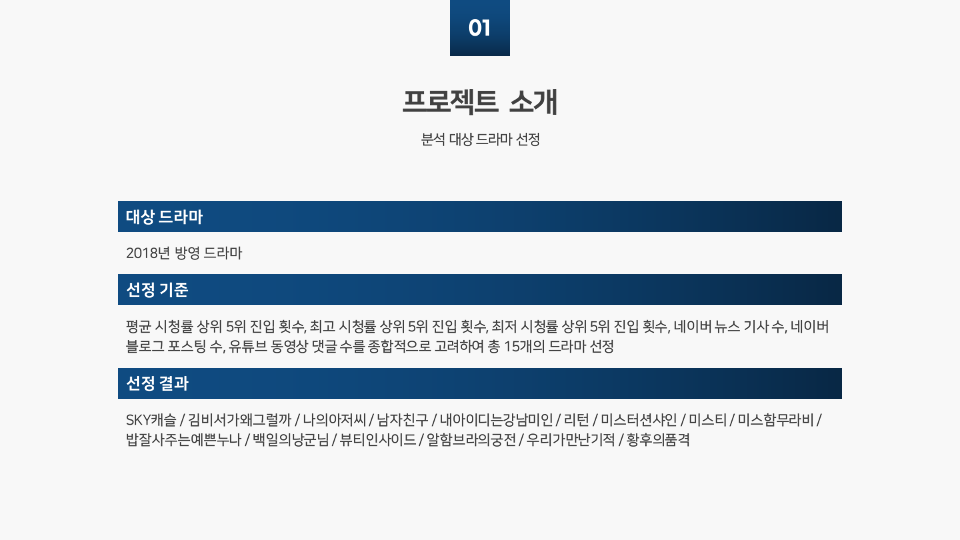 01
프로젝트 소개
분석 대상 드라마 선정
대상 드라마
2018년 방영 드라마
선정 기준
평균 시청률 상위 5위 진입 횟수, 최고 시청률 상위 5위 진입 횟수, 최저 시청률 상위 5위 진입 횟수, 네이버 뉴스 기사 수, 네이버
블로그 포스팅 수, 유튜브 동영상 댓글 수를 종합적으로 고려하여 총 15개의 드라마 선정
선정 결과
SKY캐슬 / 김비서가왜그럴까 / 나의아저씨 / 남자친구 / 내아이디는강남미인 / 리턴 / 미스터션샤인 / 미스티 / 미스함무라비 /
밥잘사주는예쁜누나 / 백일의낭군님 / 뷰티인사이드 / 알함브라의궁전 / 우리가만난기적 / 황후의품격